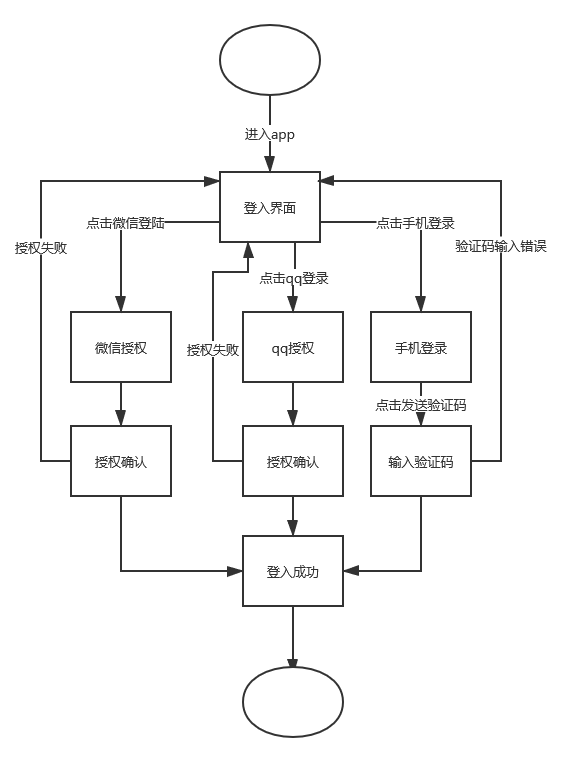 进入app
登入界面
点击微信登陆
点击手机登录
授权失败
验证码输入错误
点击qq登录
微信授权
授权失败
qq授权
手机登录
点击发送验证码
授权确认
授权确认
输入验证码
登入成功